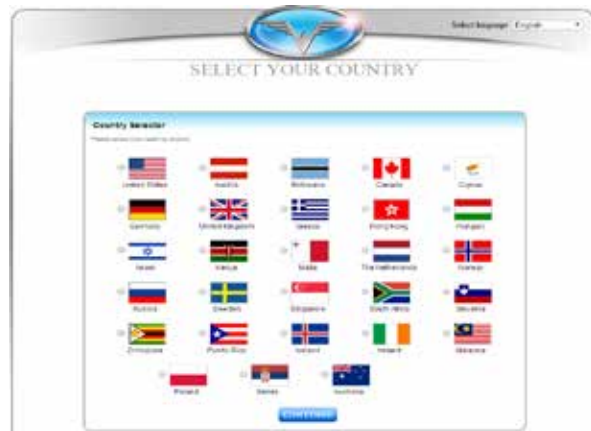 Select language English
SELECT YOUR COUNTRY
Country Selector
United States Austria Botswana Canada Cyprus
Germany United Kingdom Greece Hong Kong Hungary
Israel Kenya Malta The Netherlands Norway
Russia Sweden Singapore South Africa Slovenia
Zimbabwe Puerto Rico Iceland Ireland Malaysia
Poland Serbia Australia
CONTINUE